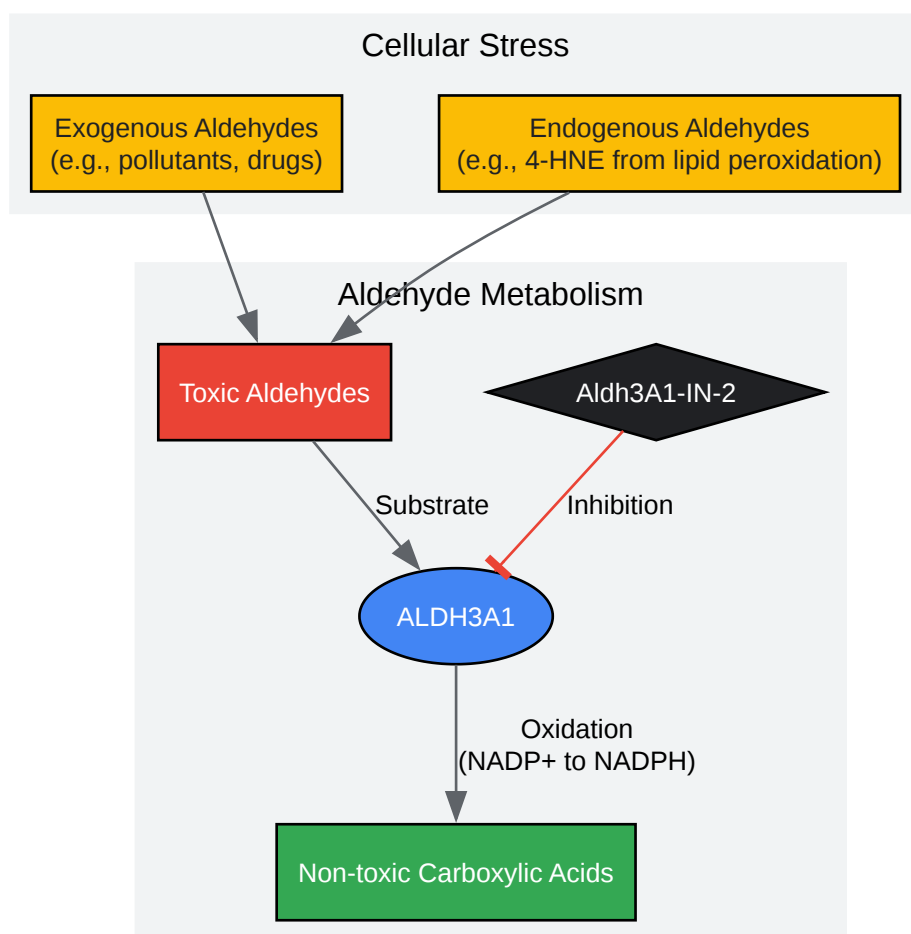 Cellular Stress
Exogenous Aldehydes
(e.g., pollutants, drugs)
Endogenous Aldehydes
(e.g., 4-HNE from lipid peroxidation)
Aldehyde Metabolism
Toxic Aldehydes
Aldh3A1-IN-2
Substrate
Inhibition
ALDH3A1
Oxidation
(NADP+ to NADPH)
Non-toxic Carboxylic Acids